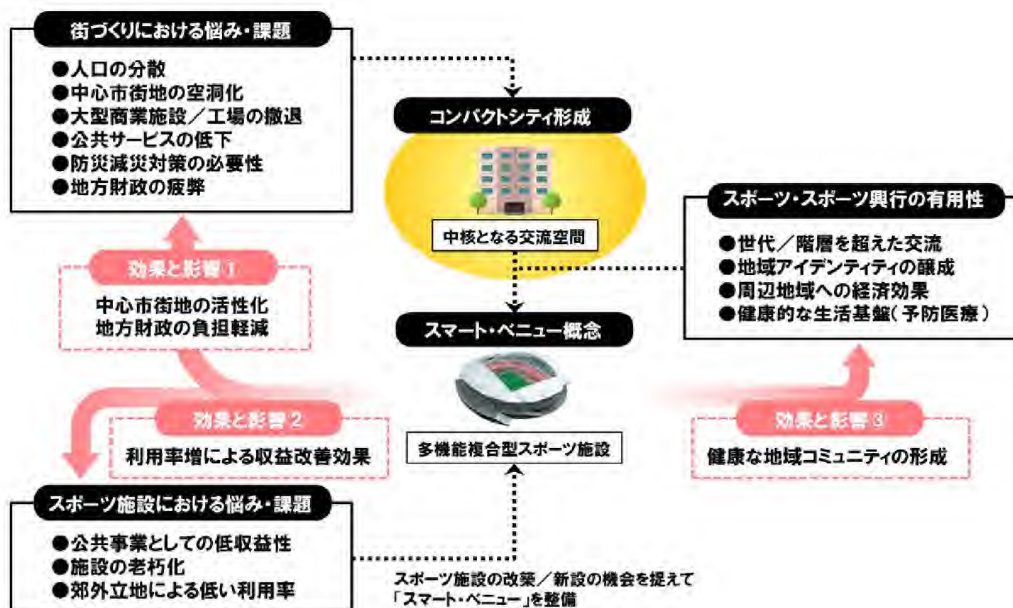 街づくりにおける悩み・課題
●人口の分散
●中心市街地の空洞化
●大型商業施設／工場の撤退
●公共サービスの低下
●防災減災対策の必要性
●地方財政の疲弊
コンパクトシティ形成
中核となる交流空間
スポーツ・スポーツ興行の有用性
●世代／階層を超えた交流
●地域アイデンティティの醸成
●周辺地域への経済効果
●健康的な生活基盤（予防医療）
効果と影響1
中心市街地の活性化
地方財政の負担軽減
スマート・ベニュー概念
多機能複合型スポーツ施設
効果と影響2
利用率増による収益改善効果
効果と影響3
健康な地域コミュニティの形成
スポーツ施設における悩み・課題
●公共事業としての低収益性
●施設の老朽化
●郊外立地による低い利用率
スポーツ施設の改築／新設の機会を捉えて
「スマート・ベニュー」を整備